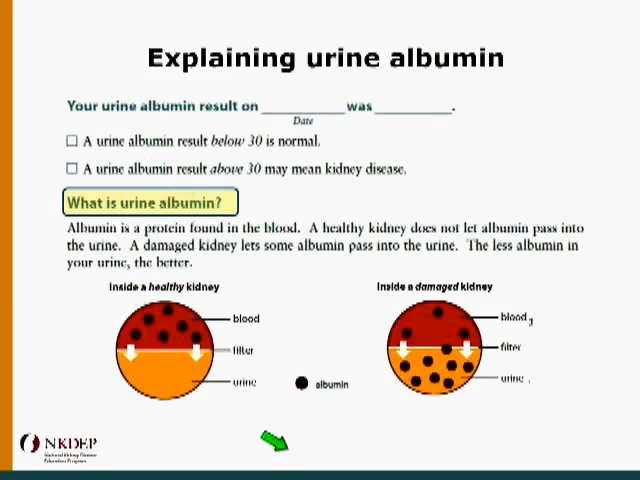 Explaining urine albumin
Your urine albumin result on ____________ was ___________.
Date
☐ A urine albumin result below 30 is normal.
☐ A urine albumin result above 30 may mean kidney disease.
What is urine albumin?
Albumin is a protein found in the blood. A healthy kidney does not let albumin pass into
the urine. A damaged kidney lets some albumin pass into the urine. The less albumin in
your urine, the better.
Inside a healthy kidney
blood
filter
urine
albumin
Inside a damaged kidney
blood
filter
urine
NKDEP
National Kidney Disease
Education Program